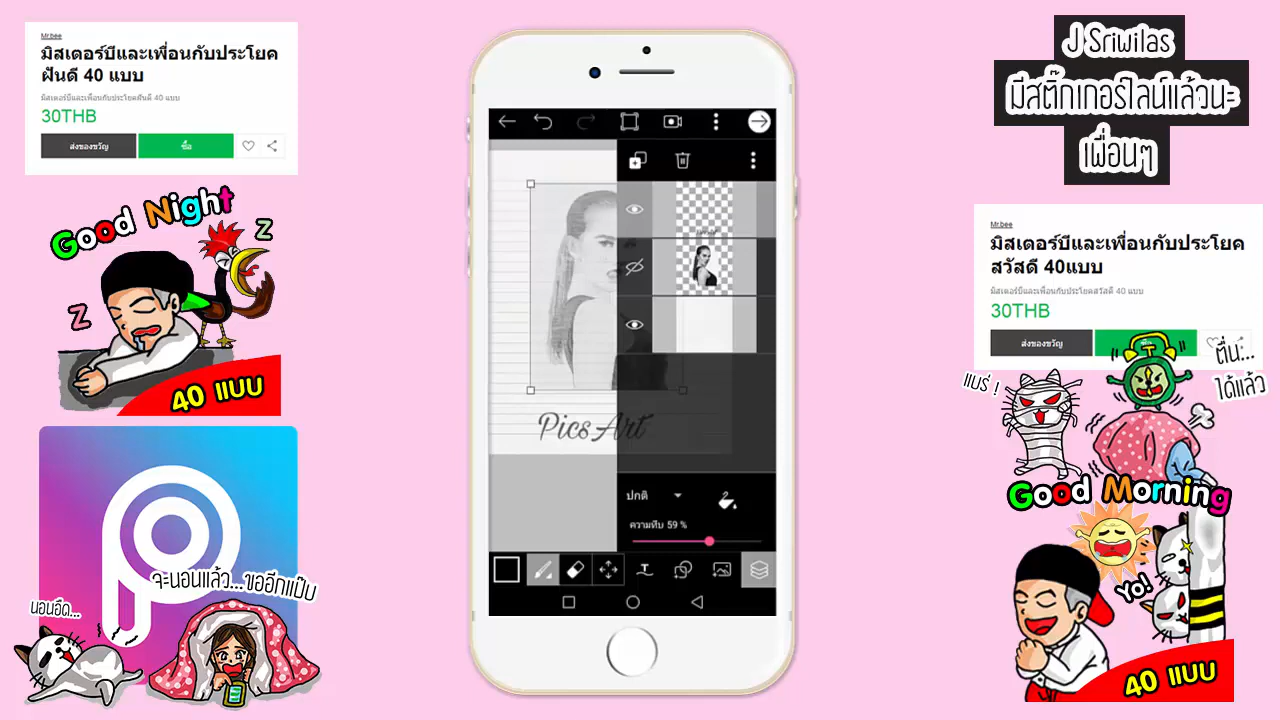 Mr.bee
มิสเตอร์บีและเพื่อนกับประโยค
ฝันดี 40 แบบ
มิสเตอร์บีและเพื่อนกับประโยคฝันดี 40 แบบ
30THB
ส่งของขวัญ
ซื้อ
Good Night
Z
Z
40 แบบ
จะนอนแล้ว...ขออีกแป๊บ
นอนอืด...
PicsArt
ปกติ
ความทึบ 59 %
J Sriwilas
มีสติ๊กเกอร์ไลน์แล้วนะ
เพื่อนๆ
Mr.bee
มิสเตอร์บีและเพื่อนกับประโยค
สวัสดี 40แบบ
มิสเตอร์บีและเพื่อนกับประโยคสวัสดี 40 แบบ
30THB
ส่งของขวัญ
ตื่น...
ได้แล้ว
แบร่ !
Good Morning
Yo!
40 แบบ